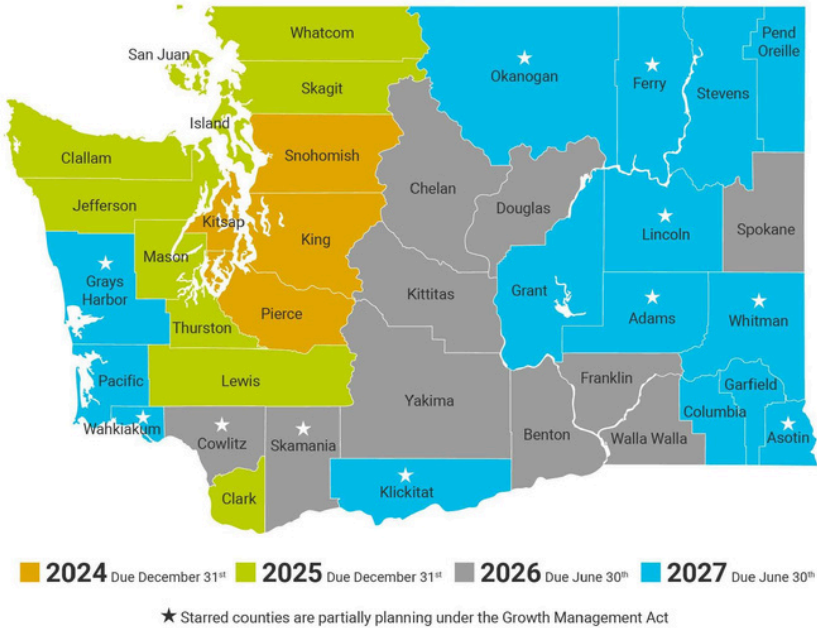 Whatcom
Pend
Oreille
San Juan
Okanogan
Ferry
Stevens
Skagit
Island
Snohomish
Clallam
Chelan
Jefferson
Kitsap
Douglas
King
Lincoln
Spokane
Mason
Grays
Harbor
Kittitas
Grant
Pierce
Adams
Whitman
Thurston
Pacific
Lewis
Yakima
Franklin
Garfield
Columbia
Wahkiakum
Cowlitz
Skamania
Benton
Walla Walla
Asotin
Clark
Klickitat
2024 Due December 31st
2025 Due December 31st
2026 Due June 30th
2027 Due June 30th
★ Starred counties are partially planning under the Growth Management Act